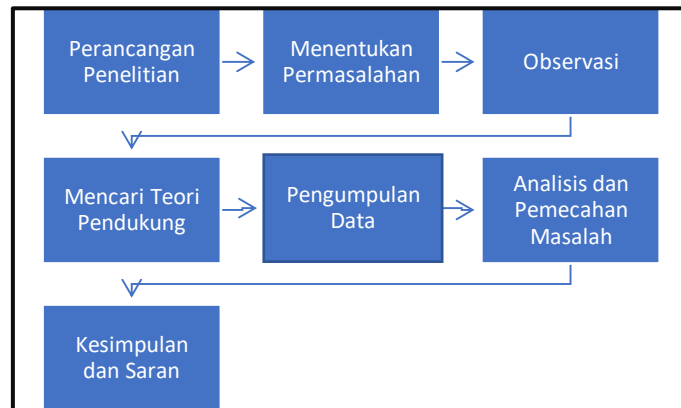 Perancangan
Penelitian
Menentukan
Permasalahan
Observasi
Mencari Teori
Pendukung
Pengumpulan
Data
Analisis dan
Pemecahan
Masalah
Kesimpulan
dan Saran